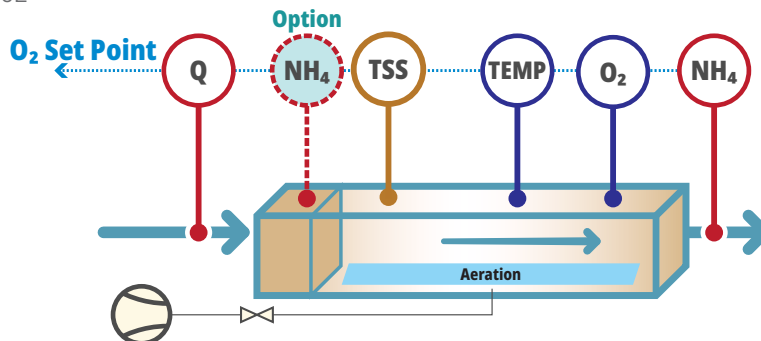 Option
O₂ Set Point
Q
NH₄
TSS
TEMP
O₂
NH₄
Aeration